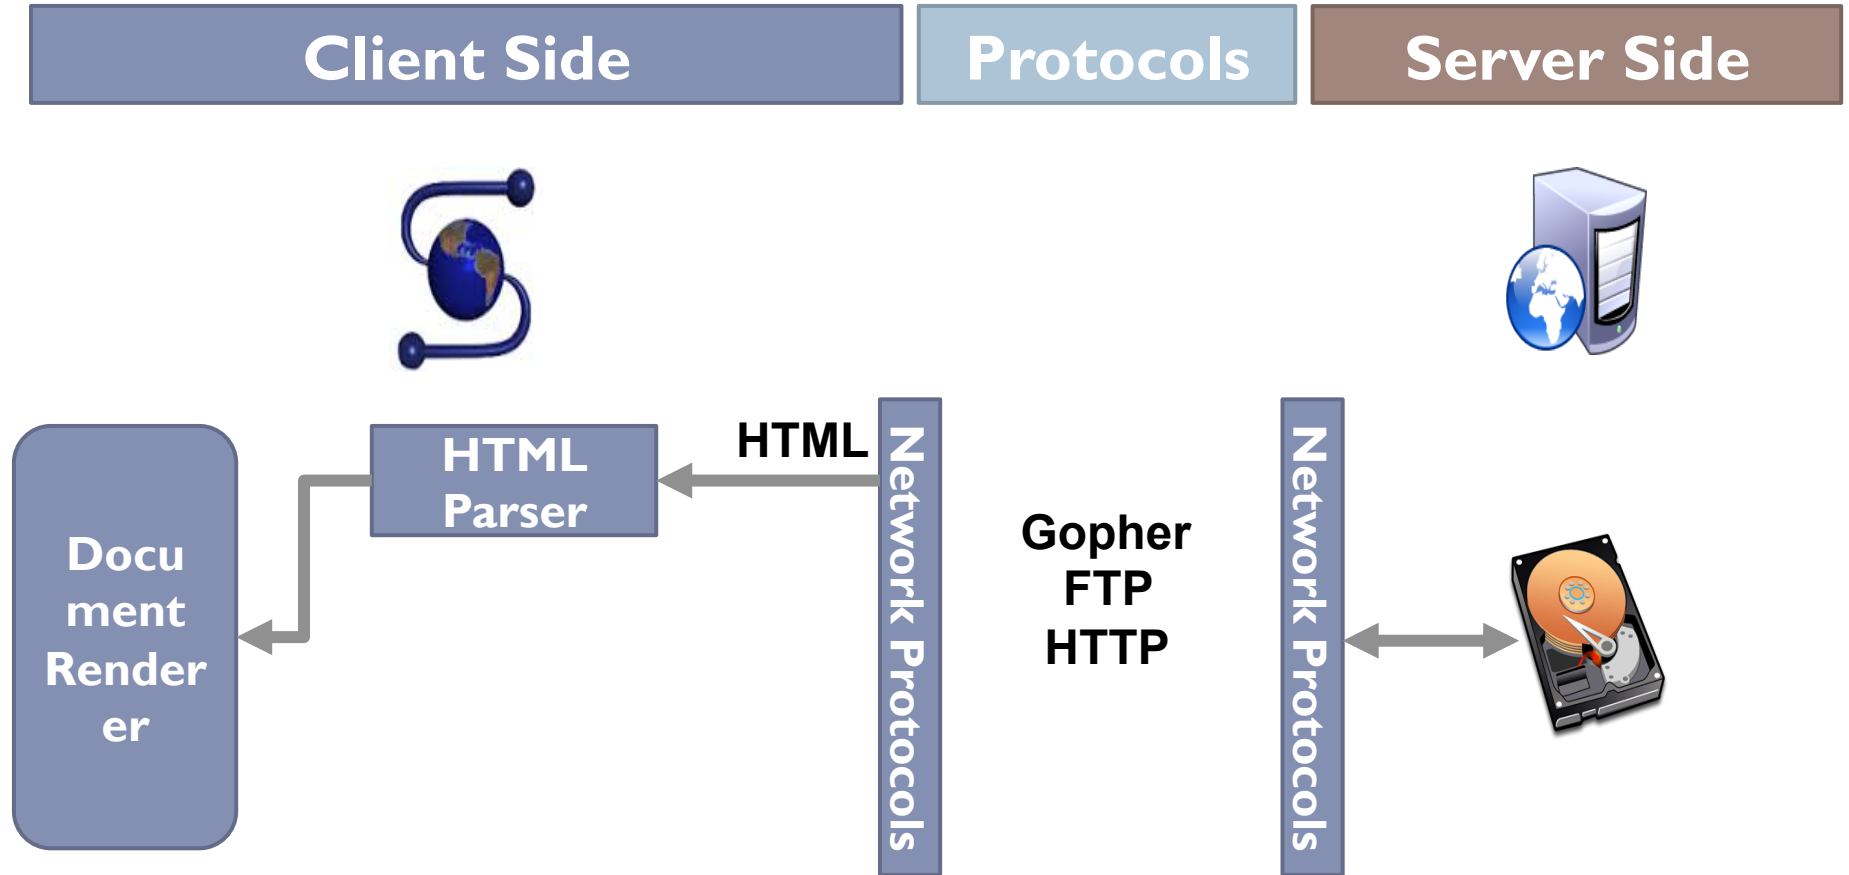 Client Side
Protocols
Server Side
HTML
Parser
HTML
Network Protocols
Gopher
FTP
HTTP
Network Protocols
Docu
ment
Render
er